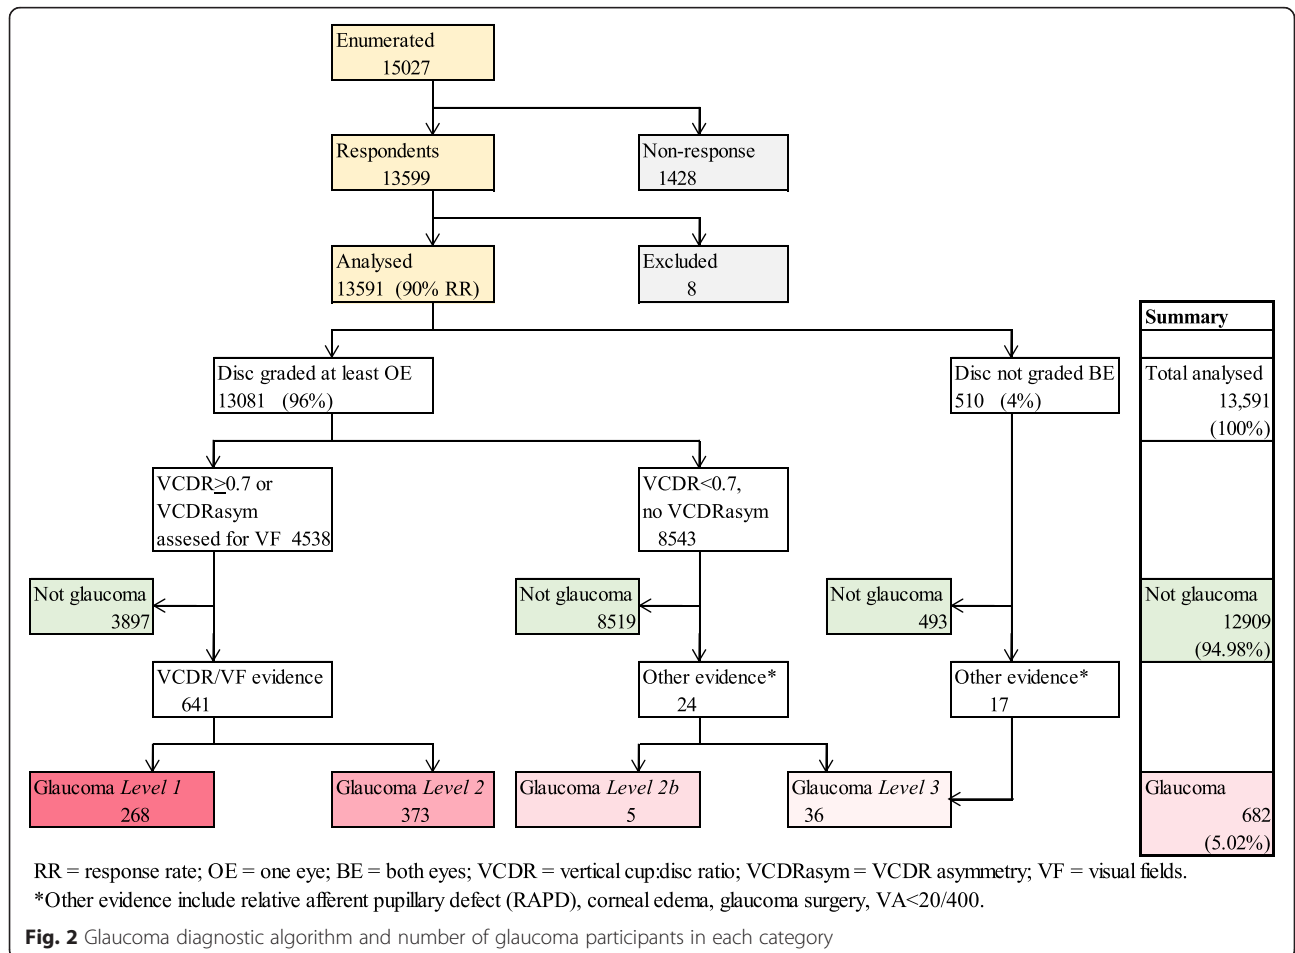 Enumerated
15027
Respondents
13599
Non-response
1428
Analysed
13591 (90% RR)
Excluded
8
Disc graded at least OE
13081 (96%)
Disc not graded BE
510 (4%)
VCDR≥0.7 or
VCDRasym
assesed for VF 4538
VCDR<0.7,
no VCDRasym
8543
Not glaucoma
3897
Not glaucoma
8519
Not glaucoma
493
VCDR/VF evidence
641
Other evidence*
24
Other evidence*
17
Glaucoma Level 1
268
Glaucoma Level 2
373
Glaucoma Level 2b
5
Glaucoma Level 3
36
Summary
Total analysed
13,591
(100%)
Not glaucoma
12909
(94.98%)
Glaucoma
682
(5.02%)
RR = response rate; OE = one eye; BE = both eyes; VCDR = vertical cup:disc ratio; VCDRasym = VCDR asymmetry; VF = visual fields.
*Other evidence include relative afferent pupillary defect (RAPD), corneal edema, glaucoma surgery, VA<20/400.
Fig. 2 Glaucoma diagnostic algorithm and number of glaucoma participants in each category